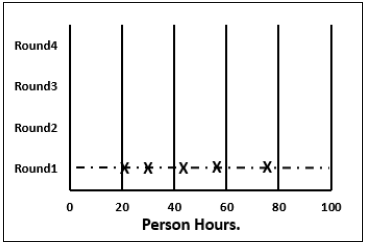 Round4
Round3
Round2
Round1
X X X X X
0 20 40 60 80 100
Person Hours.